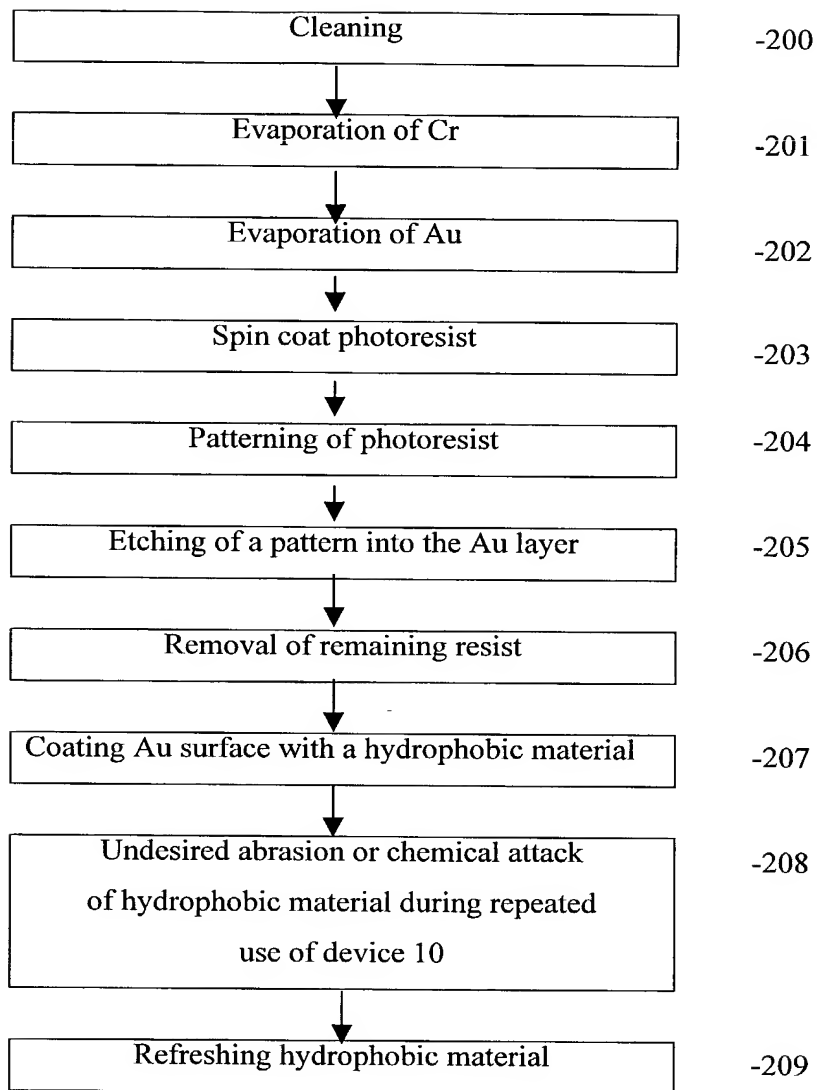 Cleaning
-200
Evaporation of Cr
-201
Evaporation of Au
-202
Spin coat photoresist
-203
Patterning of photoresist
-204
Etching of a pattern into the Au layer
-205
Removal of remaining resist
-206
Coating Au surface with a hydrophobic material
-207
Undesired abrasion or chemical attack
-208
of hydrophobic material during repeated
use of device 10
Refreshing hydrophobic material
-209